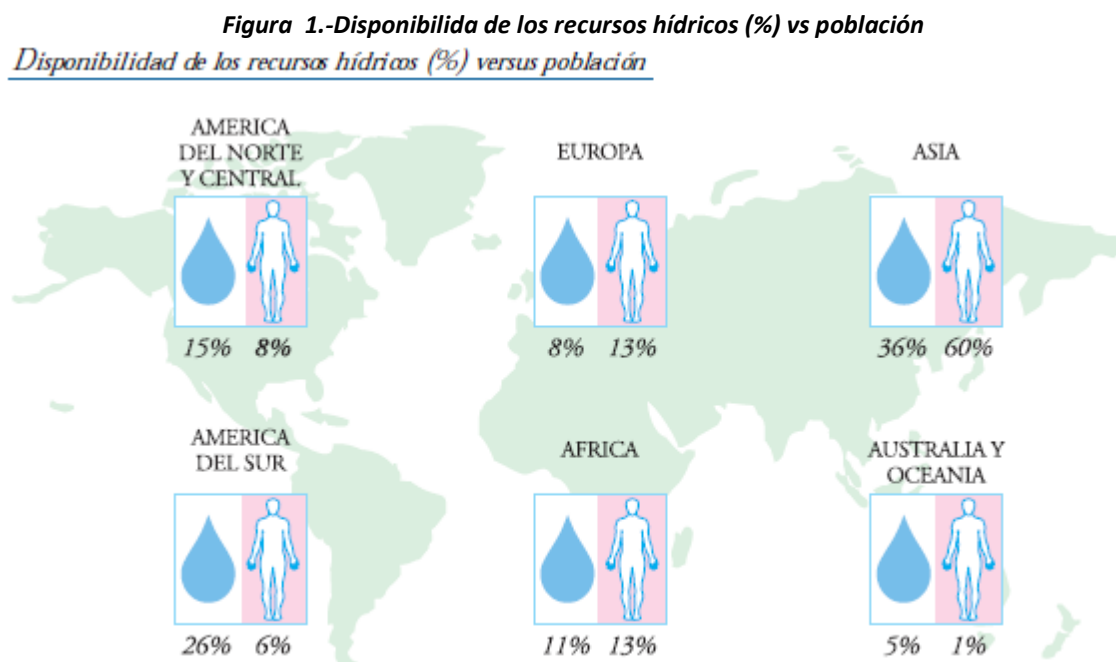 Figura 1.-Disponibilida de los recursos hídricos (%) vs población
Disponibilidad de los recursos hídricos (%) versus población
AMERICA
DEL NORTE
Y CENTRAL
15% 8%
EUROPA
8% 13%
ASIA
36% 60%
AMERICA
DEL SUR
26% 6%
AFRICA
11% 13%
AUSTRALIA Y
OCEANIA
5% 1%